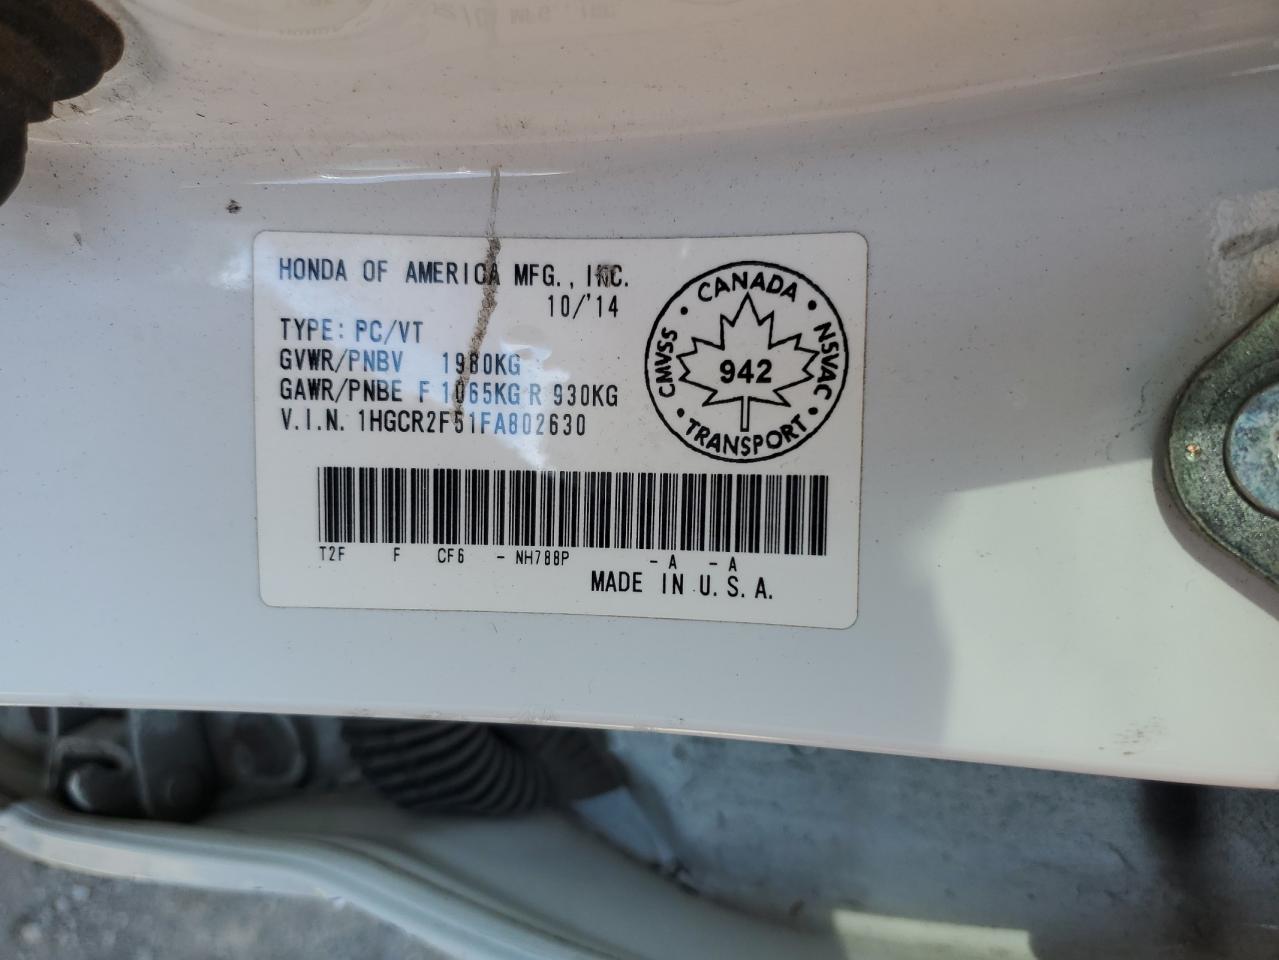 HONDA OF AMERICA MFG., INC.
10/'14
TYPE: PC/VT
GVWR/PNBV 1980KG
GAWR/PNBE F 1065KG R 930KG
V.I.N. 1HGCR2F51FA802630
CANADA
CMVSS
NSVAC
942
TRANSPORT
T2F F CF6 - NH788P - A - A
MADE IN U.S.A.